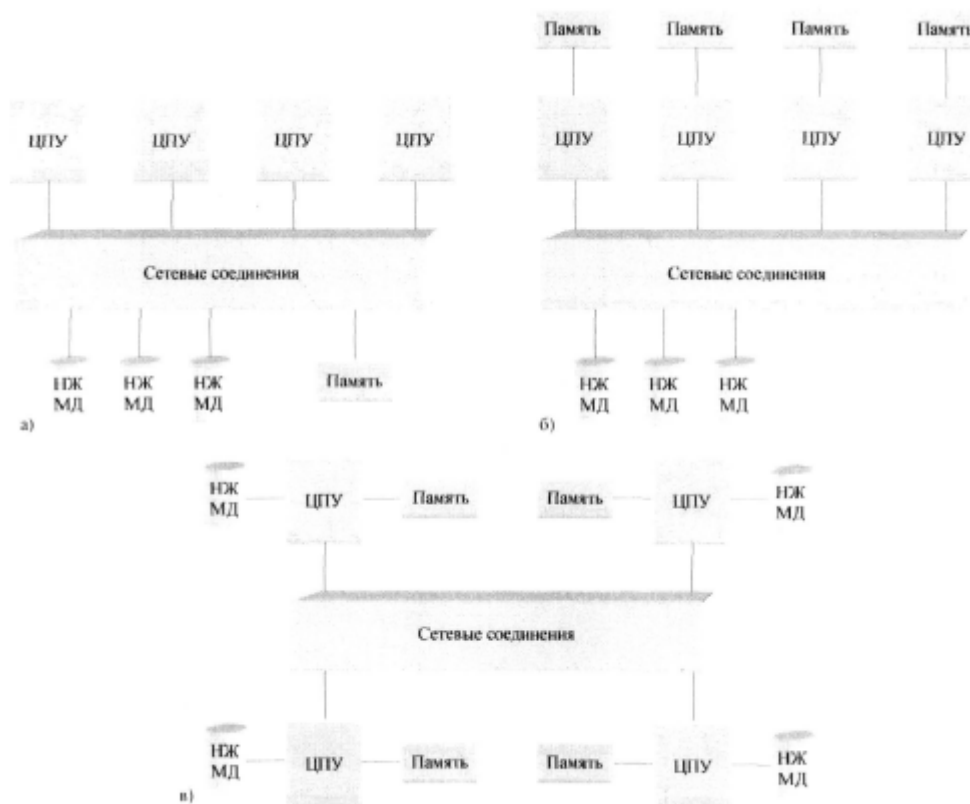 Память Память Память Память
ЦПУ ЦПУ ЦПУ ЦПУ
ЦПУ ЦПУ ЦПУ ЦПУ
Сетевые соединения
Сетевые соединения
НЖ НЖ НЖ
МД МД МД
Память
а)
НЖ НЖ НЖ
МД МД МД
б)
НЖ
МД
ЦПУ
Память
Память
ЦПУ
НЖ
МД
Сетевые соединения
НЖ
МД
ЦПУ
Память
Память
ЦПУ
НЖ
МД
в)